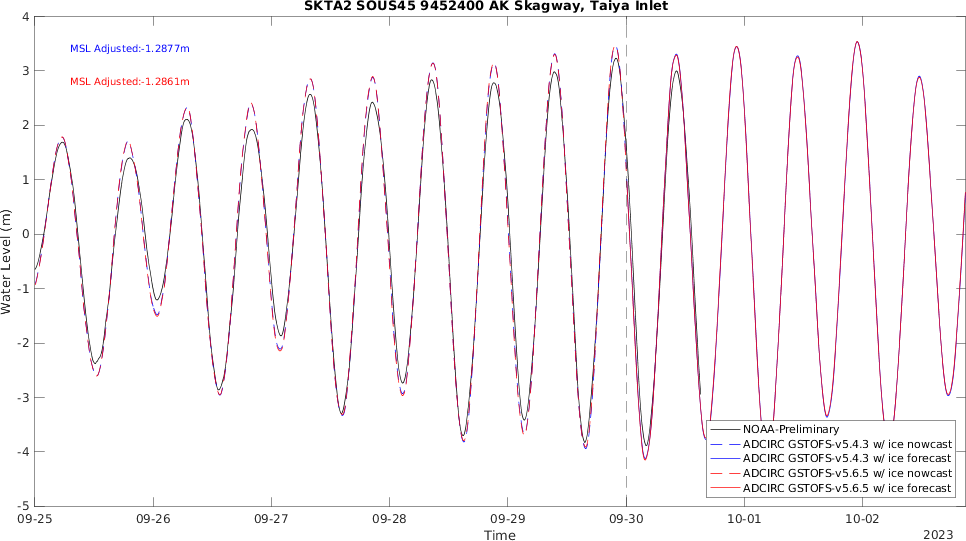 SKTA2 SOUS45 9452400 AK Skagway, Taiya Inlet
MSL Adjusted:-1.2877m
MSL Adjusted:-1.2861m
Water Level (m)
4
3
2
1
0
-1
-2
-3
-4
-5
NOAA-Preliminary
ADCIRC GSTOFS-v5.4.3 w/ ice nowcast
ADCIRC GSTOFS-v5.4.3 w/ ice forecast
ADCIRC GSTOFS-v5.6.5 w/ ice nowcast
ADCIRC GSTOFS-v5.6.5 w/ ice forecast
09-25 09-26 09-27 09-28 09-29 09-30 10-01 10-02
Time
2023